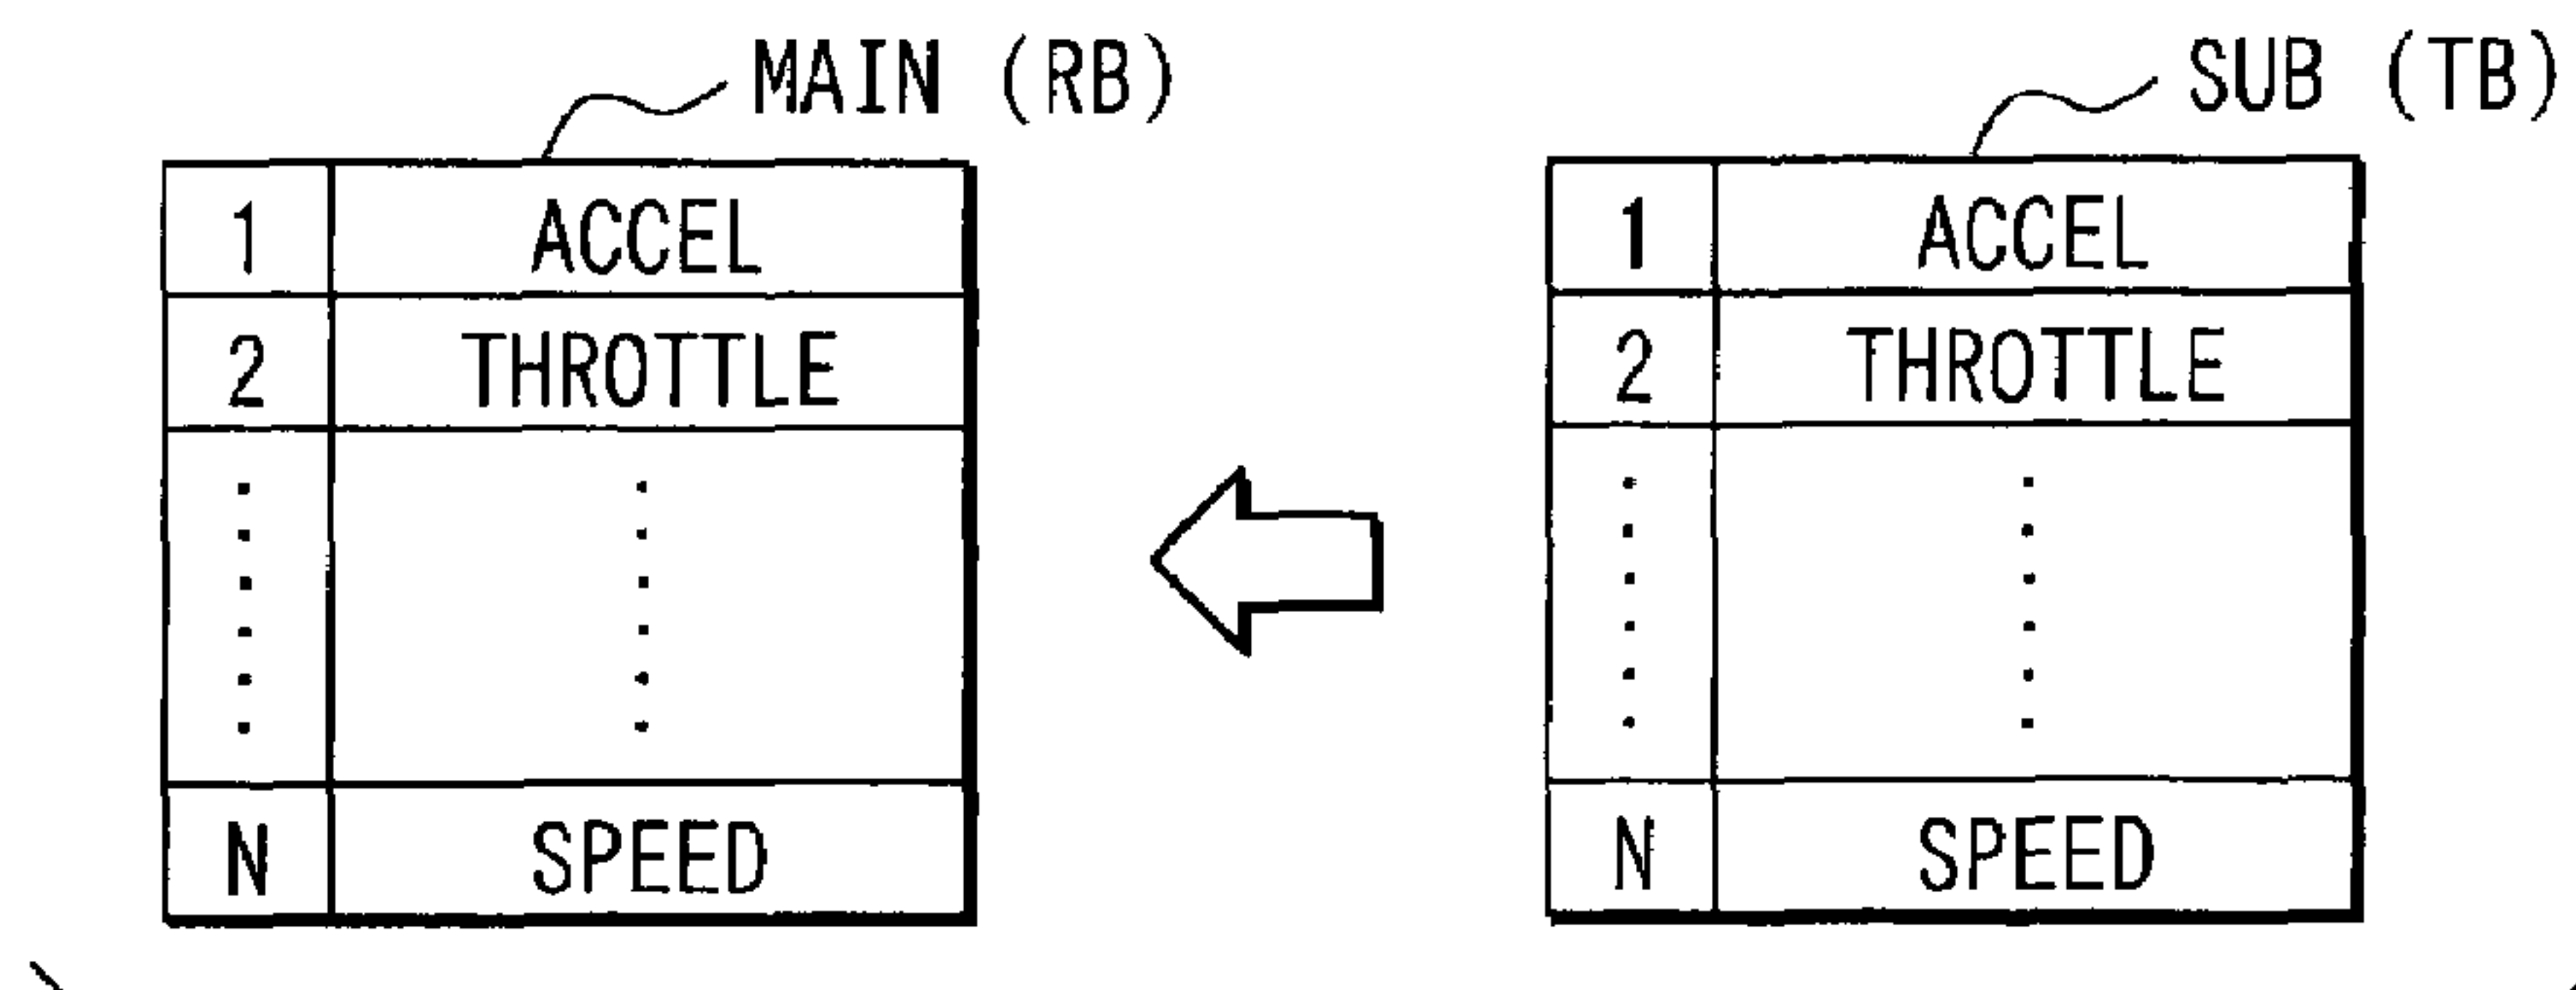 MAIN (RB) SUB (TB)
1 ACCEL 1 ACCEL
2 THROTTLE 2 THROTTLE
N SPEED N SPEED